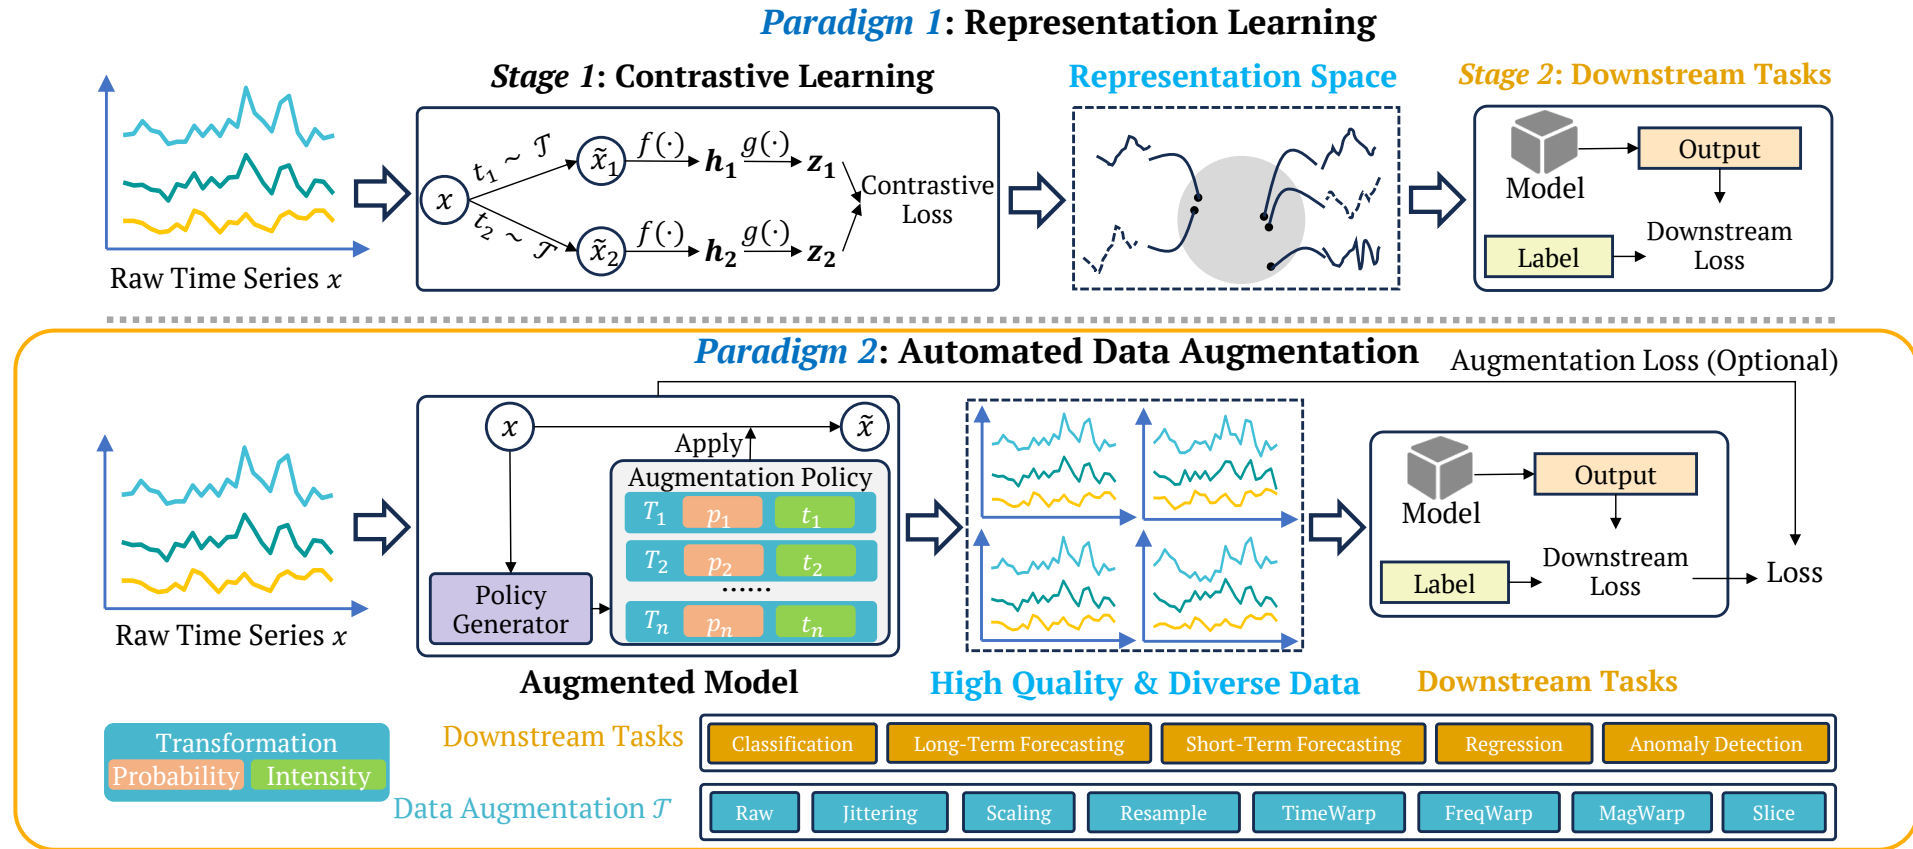 Paradigm 1: Representation Learning
Stage 1: Contrastive Learning
Representation Space
Stage 2: Downstream Tasks
Raw Time Series x
x
t₁ ~ 𝒯
t₂ ~ 𝒯
x̃₁ f(·) h₁ g(·) z₁
x̃₂ f(·) h₂ g(·) z₂
Contrastive
Loss
Model
Output
Label
Downstream
Loss
Paradigm 2: Automated Data Augmentation
Augmentation Loss (Optional)
Raw Time Series x
x
x̃
Apply
Augmentation Policy
T₁ p₁ t₁
T₂ p₂ t₂
......
Tₙ pₙ tₙ
Policy
Generator
Model
Output
Label
Downstream
Loss
Loss
Augmented Model
High Quality & Diverse Data
Downstream Tasks
Transformation
Probability Intensity
Downstream Tasks
Classification Long-Term Forecasting Short-Term Forecasting Regression Anomaly Detection
Data Augmentation 𝒯
Raw Jittering Scaling Resample TimeWarp FreqWarp MagWarp Slice